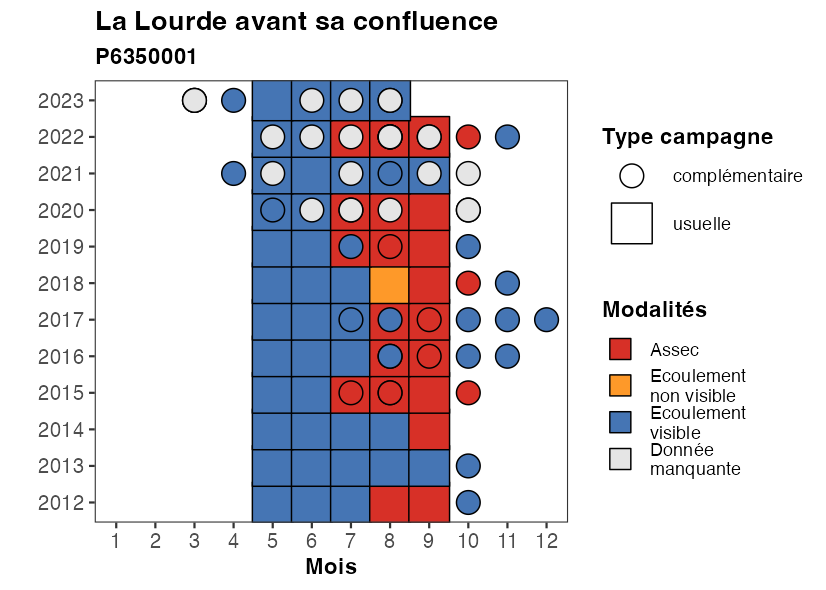 La Lourde avant sa confluence
P6350001
2023
2022
2021
2020
2019
2018
2017
2016
2015
2014
2013
2012
1 2 3 4 5 6 7 8 9 10 11 12
Mois
Type campagne
complémentaire
usuelle
Modalités
Assec
Ecoulement
non visible
Ecoulement
visible
Donnée
manquante